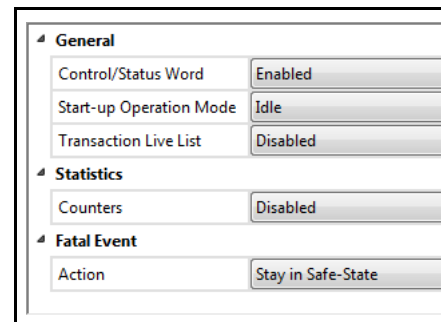 General
Control/Status Word Enabled
Start-up Operation Mode Idle
Transaction Live List Disabled
Statistics
Counters Disabled
Fatal Event
Action Stay in Safe-State